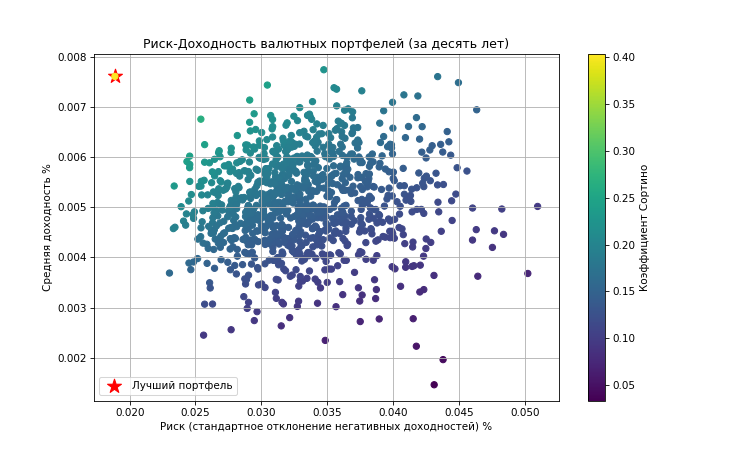 Риск-Доходность валютных портфелей (за десять лет)
0.008
0.007
0.006
0.005
0.004
0.003
0.002
Средняя доходность %
Лучший портфель
0.020 0.025 0.030 0.035 0.040 0.045 0.050
Риск (стандартное отклонение негативных доходностей) %
0.40
0.35
0.30
0.25
0.20
0.15
0.10
0.05
Коэффициент Сортино